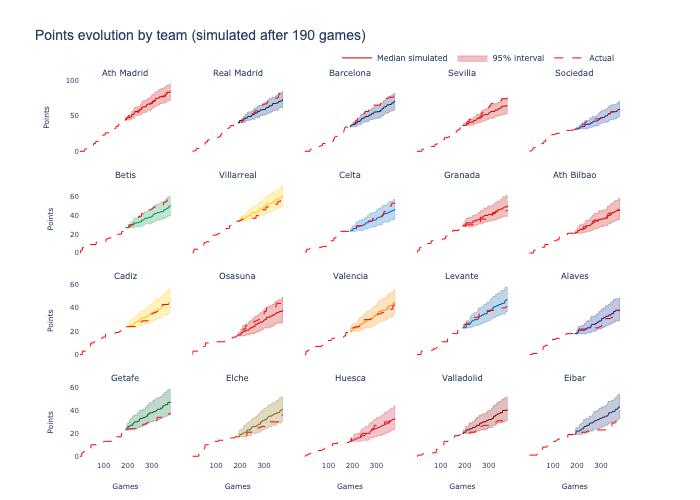 Points evolution by team (simulated after 190 games)
Median simulated 95% interval Actual
Ath Madrid Real Madrid Barcelona Sevilla Sociedad
100
50
0
Points
Betis Villarreal Celta Granada Ath Bilbao
60
40
20
0
Points
Cadiz Osasuna Valencia Levante Alaves
60
40
20
0
Points
Getafe Elche Huesca Valladolid Eibar
60
40
20
0
Points
100 200 300 100 200 300 100 200 300 100 200 300 100 200 300
Games Games Games Games Games